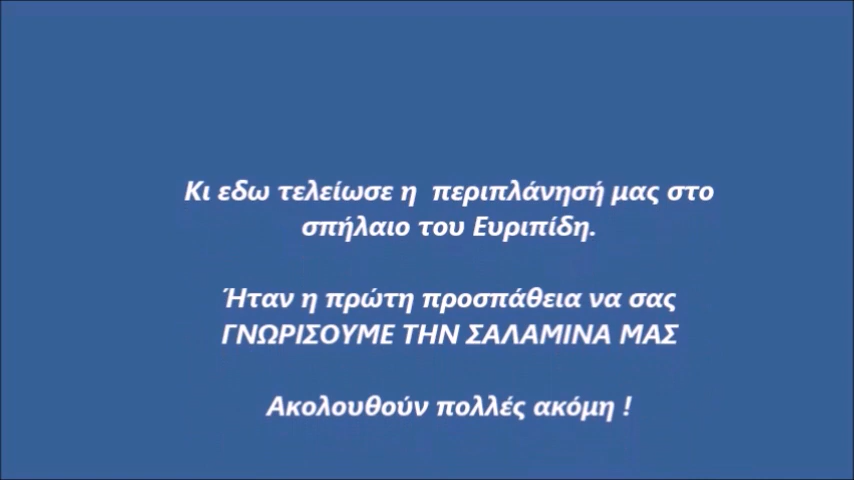 Κι εδω τελείωσε η  περιπλάνησή μας στο
σπήλαιο του Ευριπίδη.
Ήταν η πρώτη προσπάθεια να σας
ΓΝΩΡΙΣΟΥΜΕ ΤΗΝ ΣΑΛΑΜΙΝΑ ΜΑΣ
Ακολουθούν πολλές ακόμη !